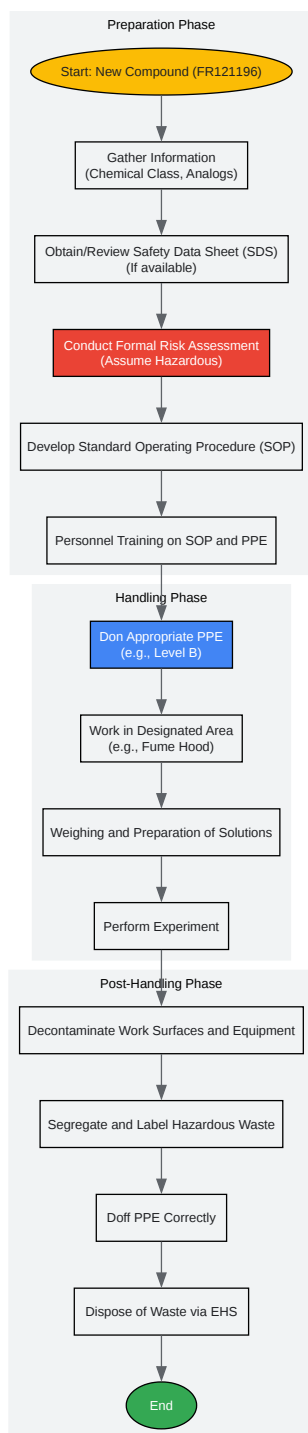 Preparation Phase
Start: New Compound (FR121196)
Gather Information
(Chemical Class, Analogs)
Obtain/Review Safety Data Sheet (SDS)
(If available)
Conduct Formal Risk Assessment
(Assume Hazardous)
Develop Standard Operating Procedure (SOP)
Personnel Training on SOP and PPE
Handling Phase
Don Appropriate PPE
(e.g., Level B)
Work in Designated Area
(e.g., Fume Hood)
Weighing and Preparation of Solutions
Perform Experiment
Post-Handling Phase
Decontaminate Work Surfaces and Equipment
Segregate and Label Hazardous Waste
Doff PPE Correctly
Dispose of Waste via EHS
End